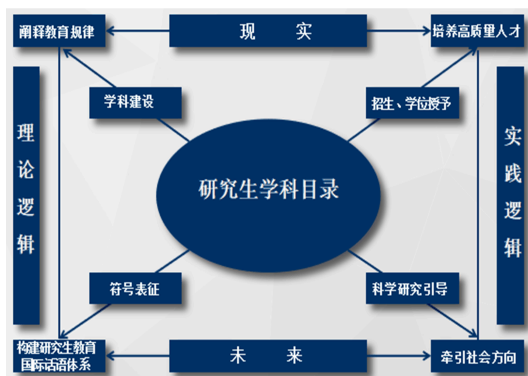 阐释教育规律
现 实
培养高质量人才
学科建设
招生、学位授予
理论逻辑
研究生学科目录
实践逻辑
符号表征
科学研究引导
构建研究生教育
国际话语体系
未 来
牵引社会方向